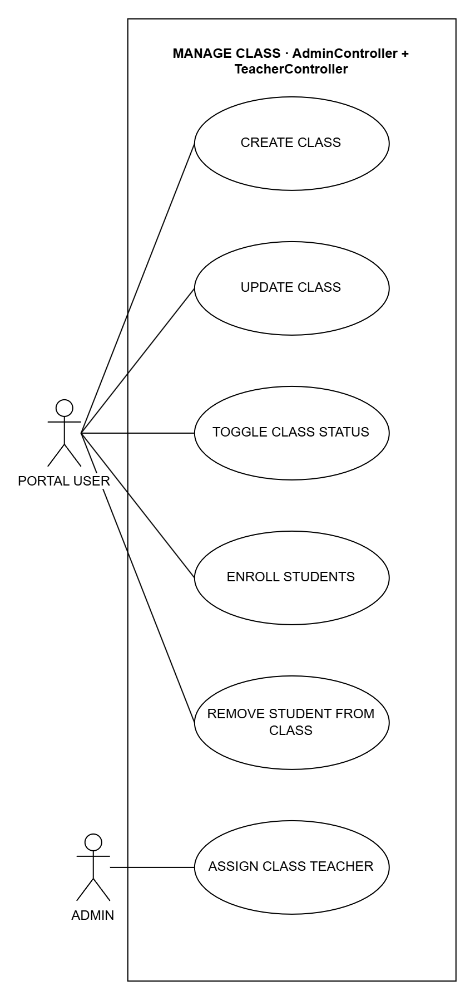 MANAGE CLASS · AdminController +
TeacherController
CREATE CLASS
UPDATE CLASS
TOGGLE CLASS STATUS
PORTAL USER
ENROLL STUDENTS
REMOVE STUDENT FROM
CLASS
ASSIGN CLASS TEACHER
ADMIN